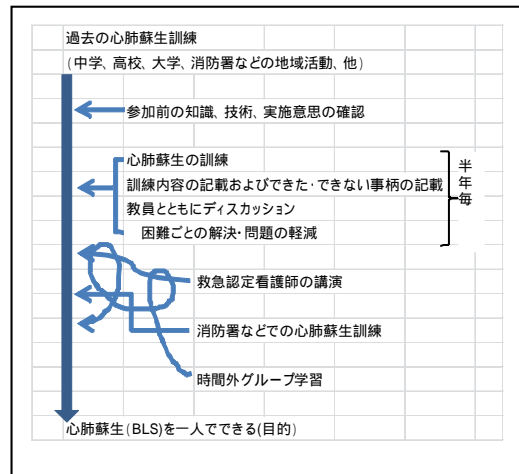 過去の心肺蘇生訓練
(中学、高校、大学、消防署などの地域活動、他)
参加前の知識、技術、実施意思の確認
心肺蘇生の訓練
訓練内容の記載およびできた・できない事柄の記載
教員とともにディスカッション
困難ごとの解決・問題の軽減
半年毎
救急認定看護師の講演
消防署などでの心肺蘇生訓練
時間外グループ学習
心肺蘇生(BLS)を一人でできる(目的)